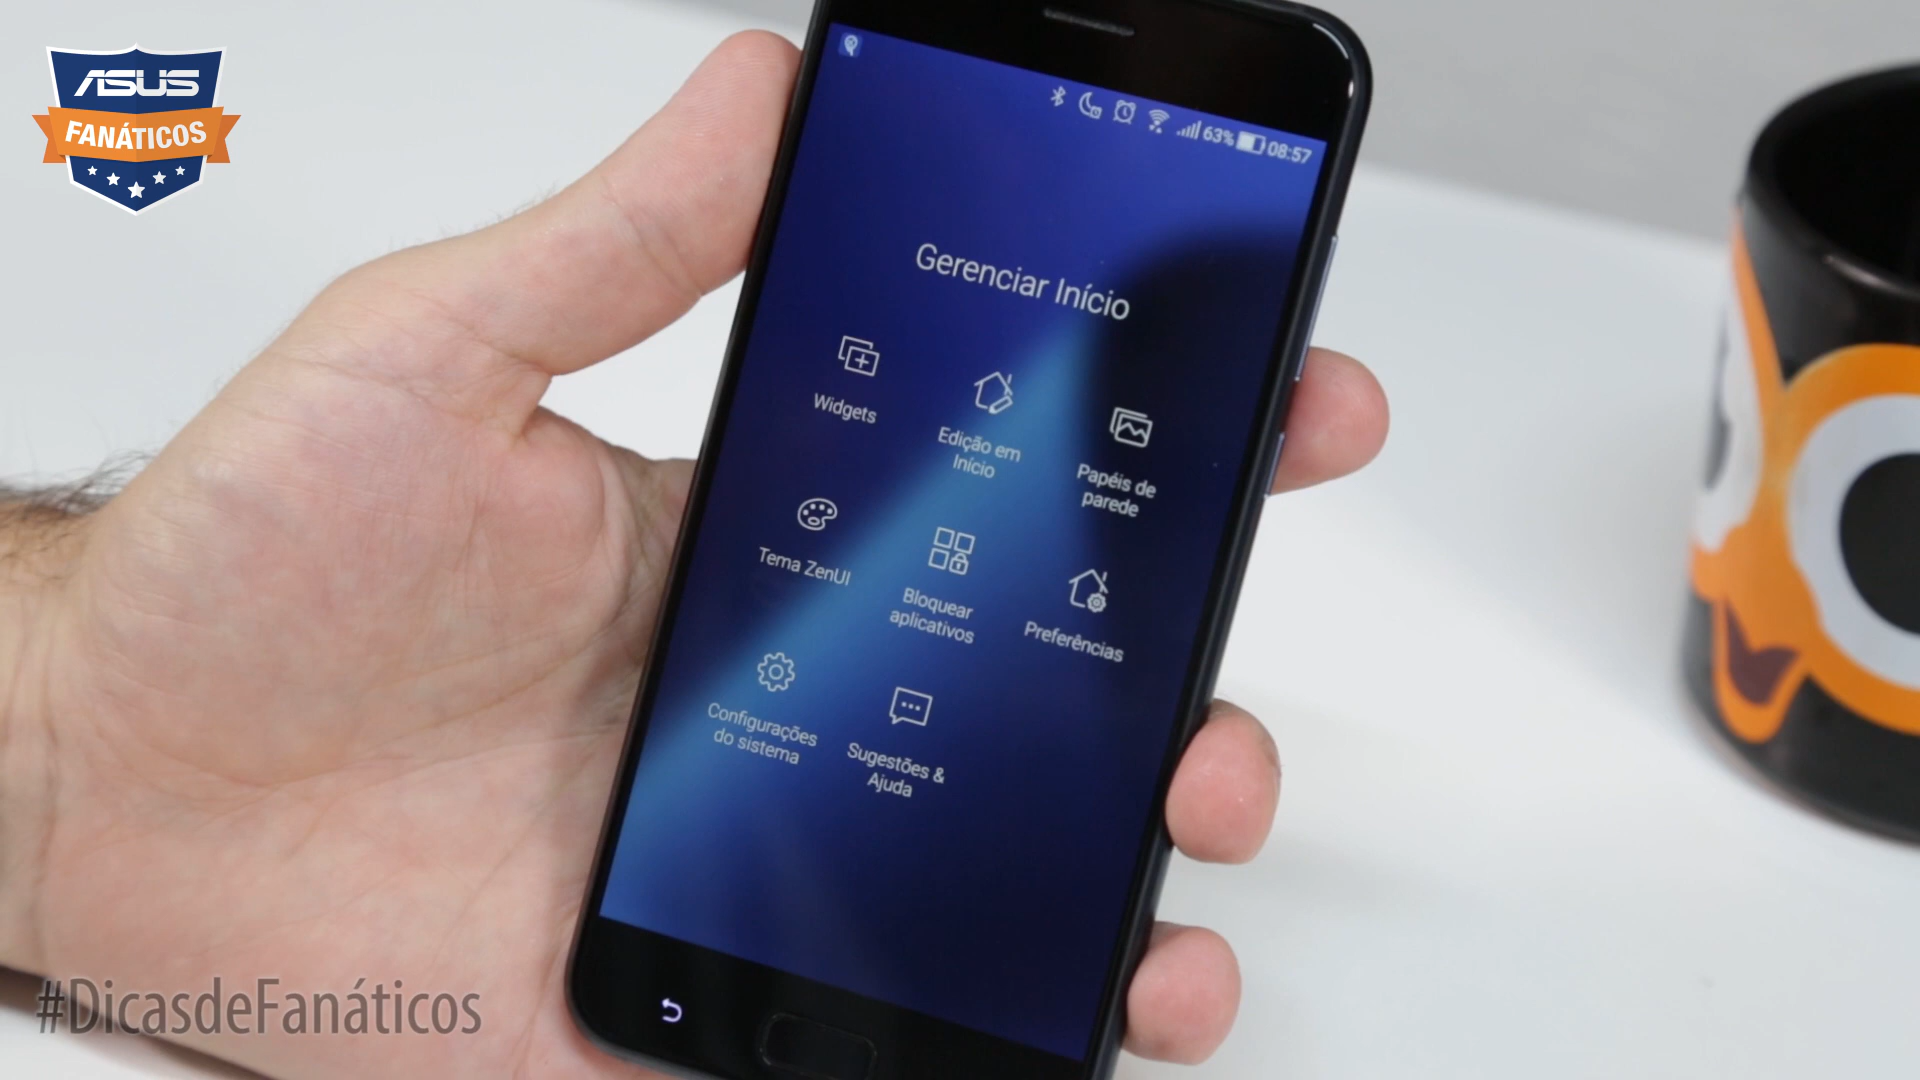 ASUS
FANÁTICOS
63% 08:57
Gerenciar Início
Widgets
Edição em
Início
Papéis de
parede
Tema ZenUI
Bloquear
aplicativos
Preferências
Configurações
do sistema
Sugestões &
Ajuda
#DicasdeFanáticos